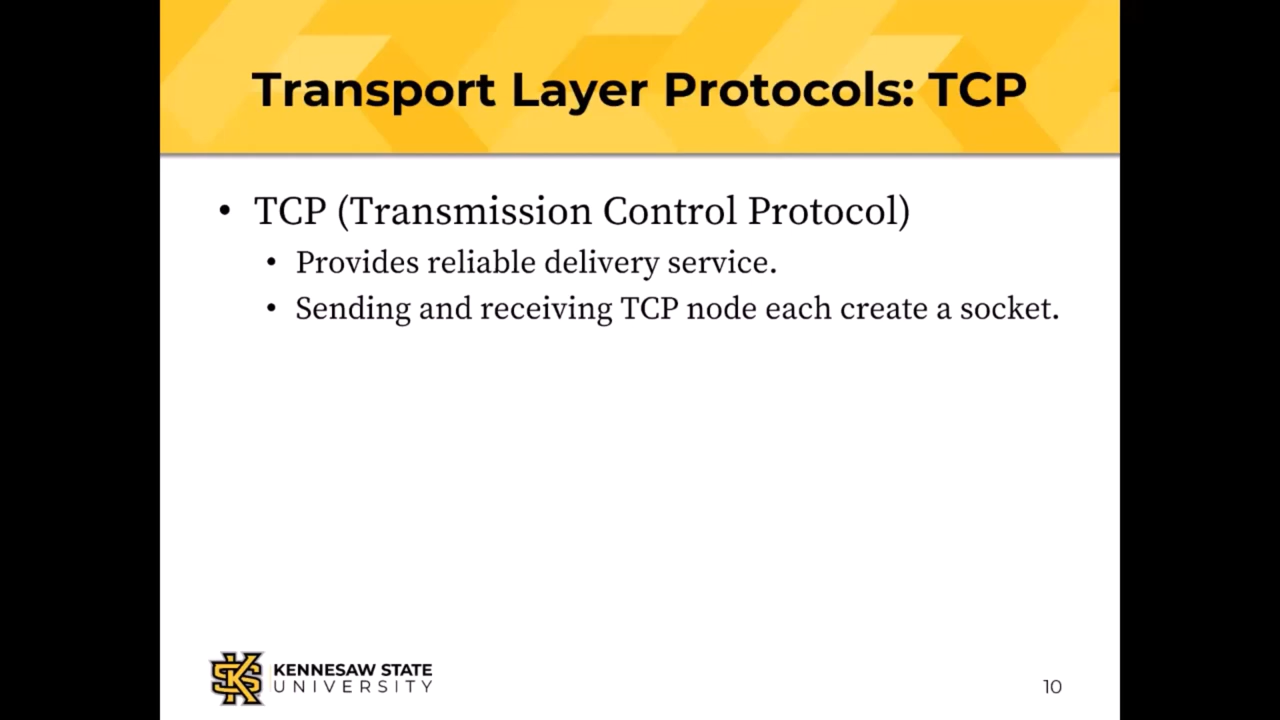 Transport Layer Protocols: TCP
• TCP (Transmission Control Protocol)
• Provides reliable delivery service.
• Sending and receiving TCP node each create a socket.
KENNESAW STATE
UNIVERSITY
10